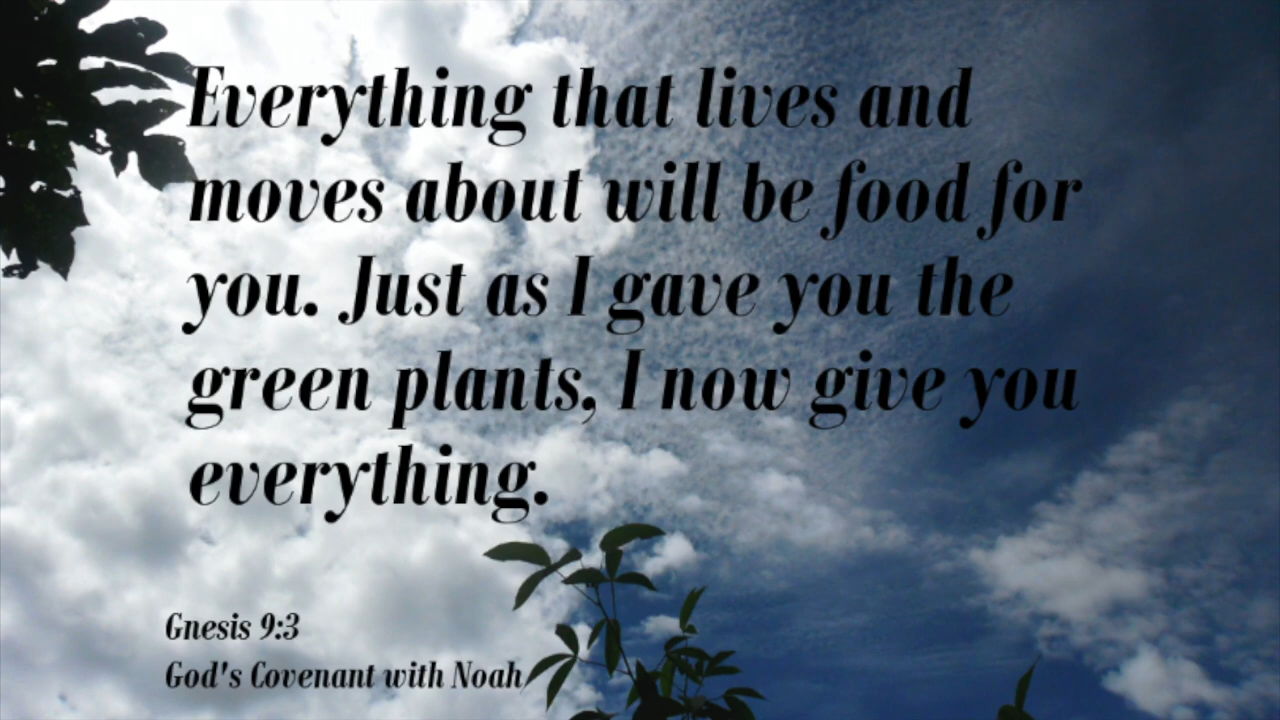 Everything that lives and
moves about will be food for
you. Just as I gave you the
green plants, I now give you
everything.
Gnesis 9:3
God's Covenant with Noah